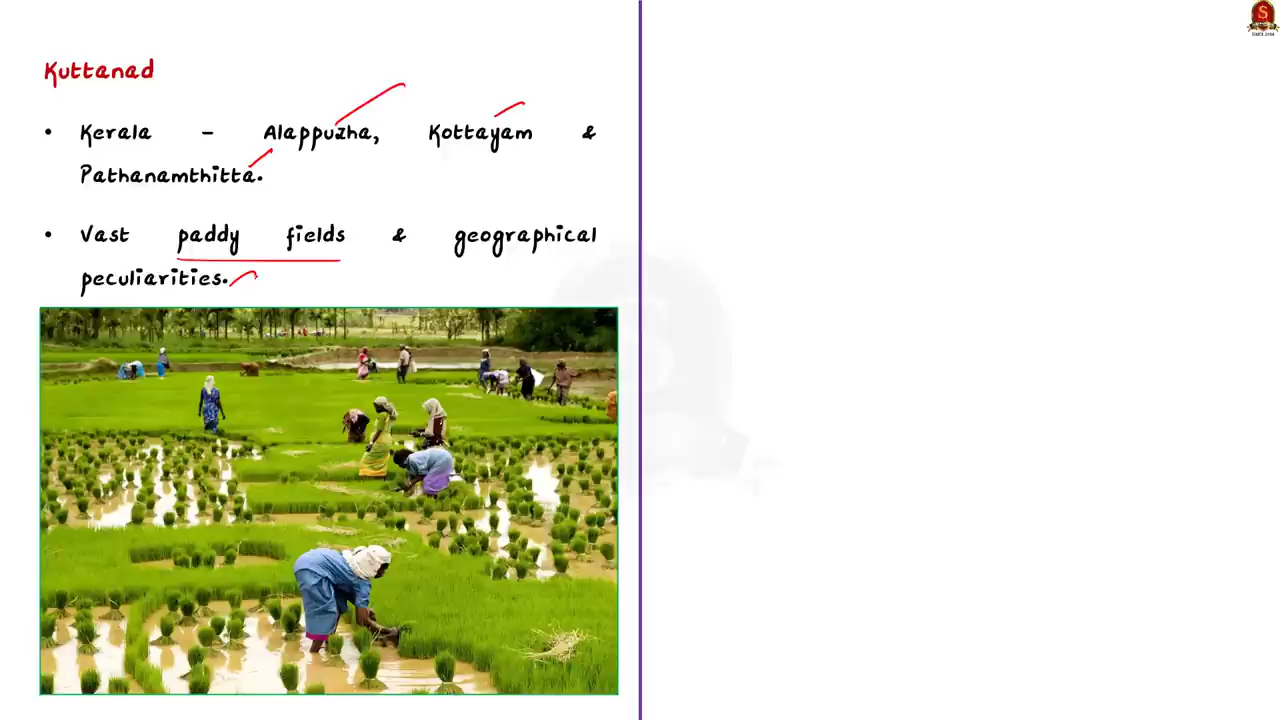 Kuttanad
• Kerala – Alappuzha, Kottayam &
Pathanamthitta.
• Vast paddy fields & geographical
peculiarities.